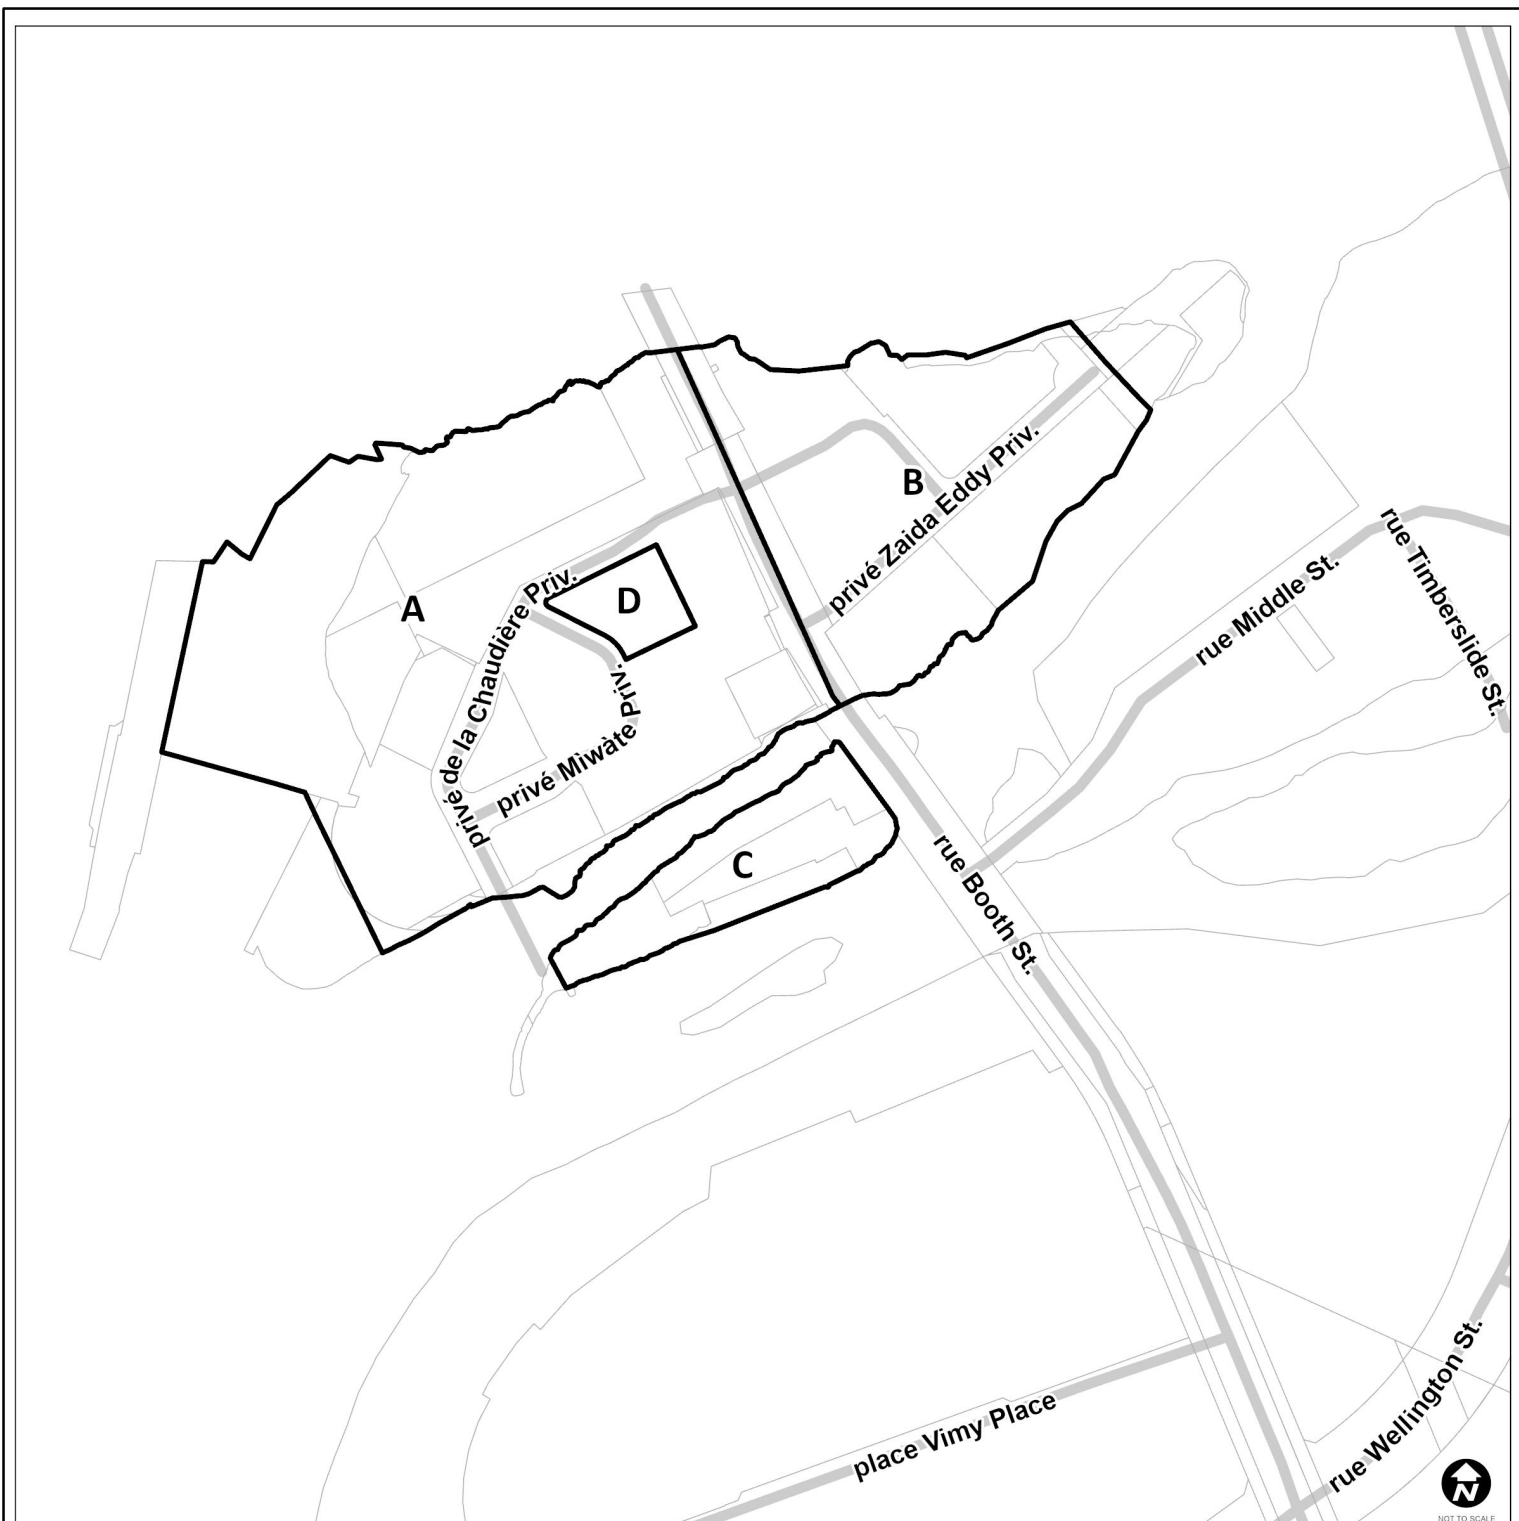 privé Zaida Eddy Priv.
B
rue Timberslide St.
rue Middle St.
privé de la Chaudière Priv.
A
D
privé Mìwàte Priv.
C
rue Booth St.
place Vimy Place
rue Wellington St.
N
NOT TO SCALE